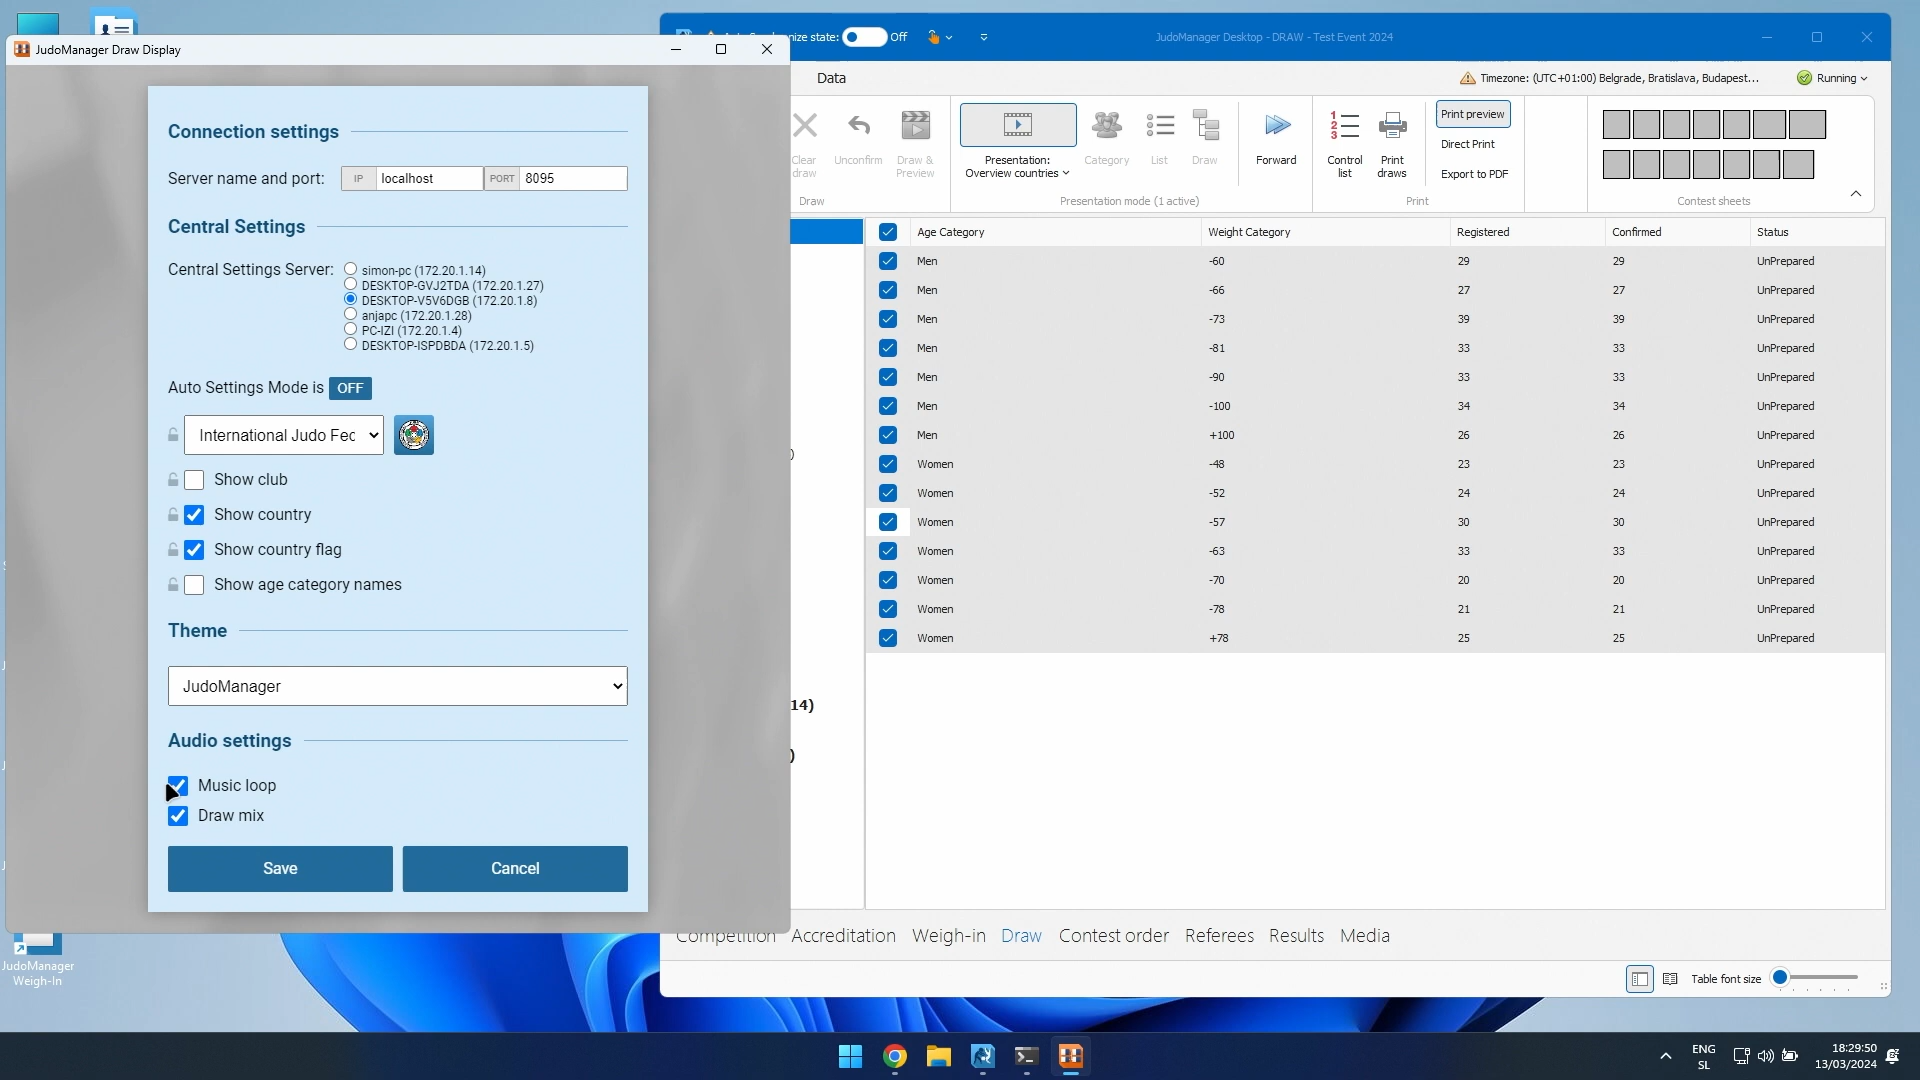 JudoManager Draw Display
Connection settings
Server name and port: IP localhost PORT 8095
Central Settings
Central Settings Server:
simon-pc (172.20.1.14)
DESKTOP-GVJ2TDA (172.20.1.27)
DESKTOP-V5V6DGB (172.20.1.8)
anjapc (172.20.1.28)
PC-IZI (172.20.1.4)
DESKTOP-ISPDBDA (172.20.1.5)
Auto Settings Mode is OFF
International Judo Fec
Show club
Show country
Show country flag
Show age category names
Theme
JudoManager
Audio settings
Music loop
Draw mix
Save Cancel
JudoManager
Weigh-In
state: Off
JudoManager Desktop - DRAW - Test Event 2024
Data
Timezone: (UTC+01:00) Belgrade, Bratislava, Budapest...
Running
Clear
draw
Unconfirm
Draw &
Preview
Draw
Presentation:
Overview countries
Category
List
Draw
Forward
Presentation mode (1 active)
Control
list
Print
draws
Print preview
Direct Print
Export to PDF
Print
Contest sheets
Age Category Weight Category Registered Confirmed Status
Men -60 29 29 UnPrepared
Men -66 27 27 UnPrepared
Men -73 39 39 UnPrepared
Men -81 33 33 UnPrepared
Men -90 33 33 UnPrepared
Men -100 34 34 UnPrepared
Men +100 26 26 UnPrepared
Women -48 23 23 UnPrepared
Women -52 24 24 UnPrepared
Women -57 30 30 UnPrepared
Women -63 33 33 UnPrepared
Women -70 20 20 UnPrepared
Women -78 21 21 UnPrepared
Women +78 25 25 UnPrepared
)
14)
)
Competition Accreditation Weigh-in Draw Contest order Referees Results Media
Table font size
ENG
SL
18:29:50
13/03/2024